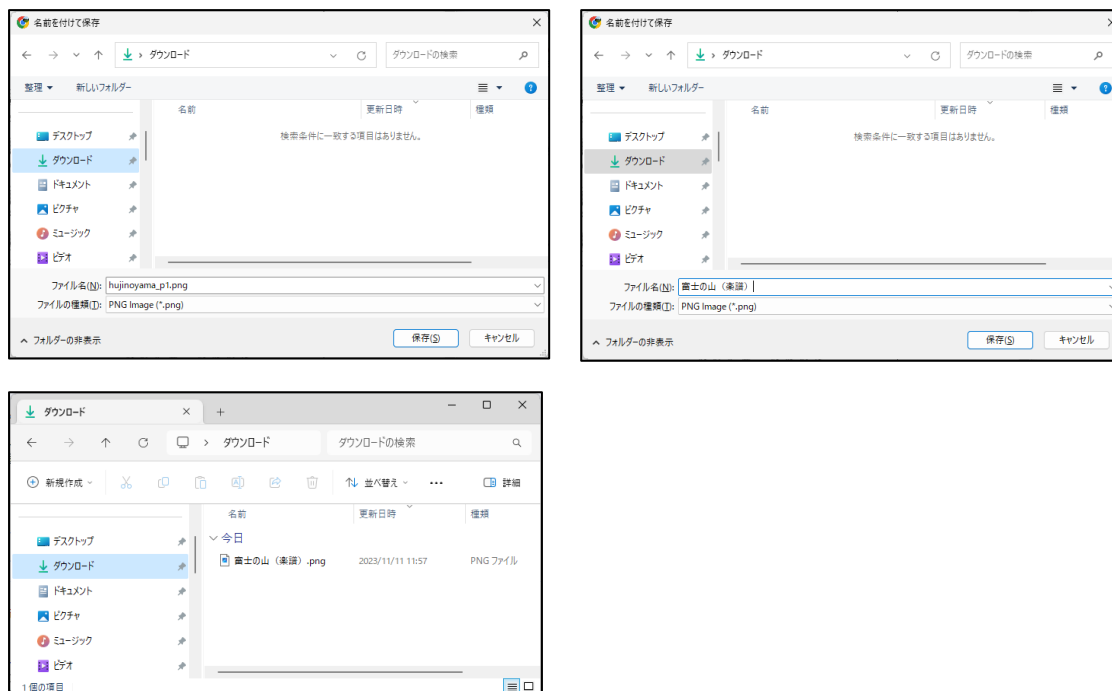 名前を付けて保存
ダウンロード
ダウンロードの検索
整理
新しいフォルダー
名前
更新日時
種類
デスクトップ
ダウンロード
ドキュメント
ピクチャ
ミュージック
ビデオ
検索条件に一致する項目はありません。
ファイル名(N): hujinoyama_p1.png
ファイルの種類(T): PNG Image (*.png)
フォルダーの非表示
保存(S)
キャンセル
名前を付けて保存
ダウンロード
ダウンロードの検索
整理
新しいフォルダー
名前
更新日時
種類
デスクトップ
ダウンロード
ドキュメント
ピクチャ
ミュージック
ビデオ
検索条件に一致する項目はありません。
ファイル名(N): 富士の山（楽譜）
ファイルの種類(T): PNG Image (*.png)
フォルダーの非表示
保存(S)
キャンセル
ダウンロード
ダウンロード
ダウンロードの検索
新規作成
並べ替え
詳細
名前
更新日時
種類
デスクトップ
ダウンロード
ドキュメント
ピクチャ
ミュージック
ビデオ
今日
富士の山（楽譜）.png 2023/11/11 11:57 PNG ファイル
1 個の項目